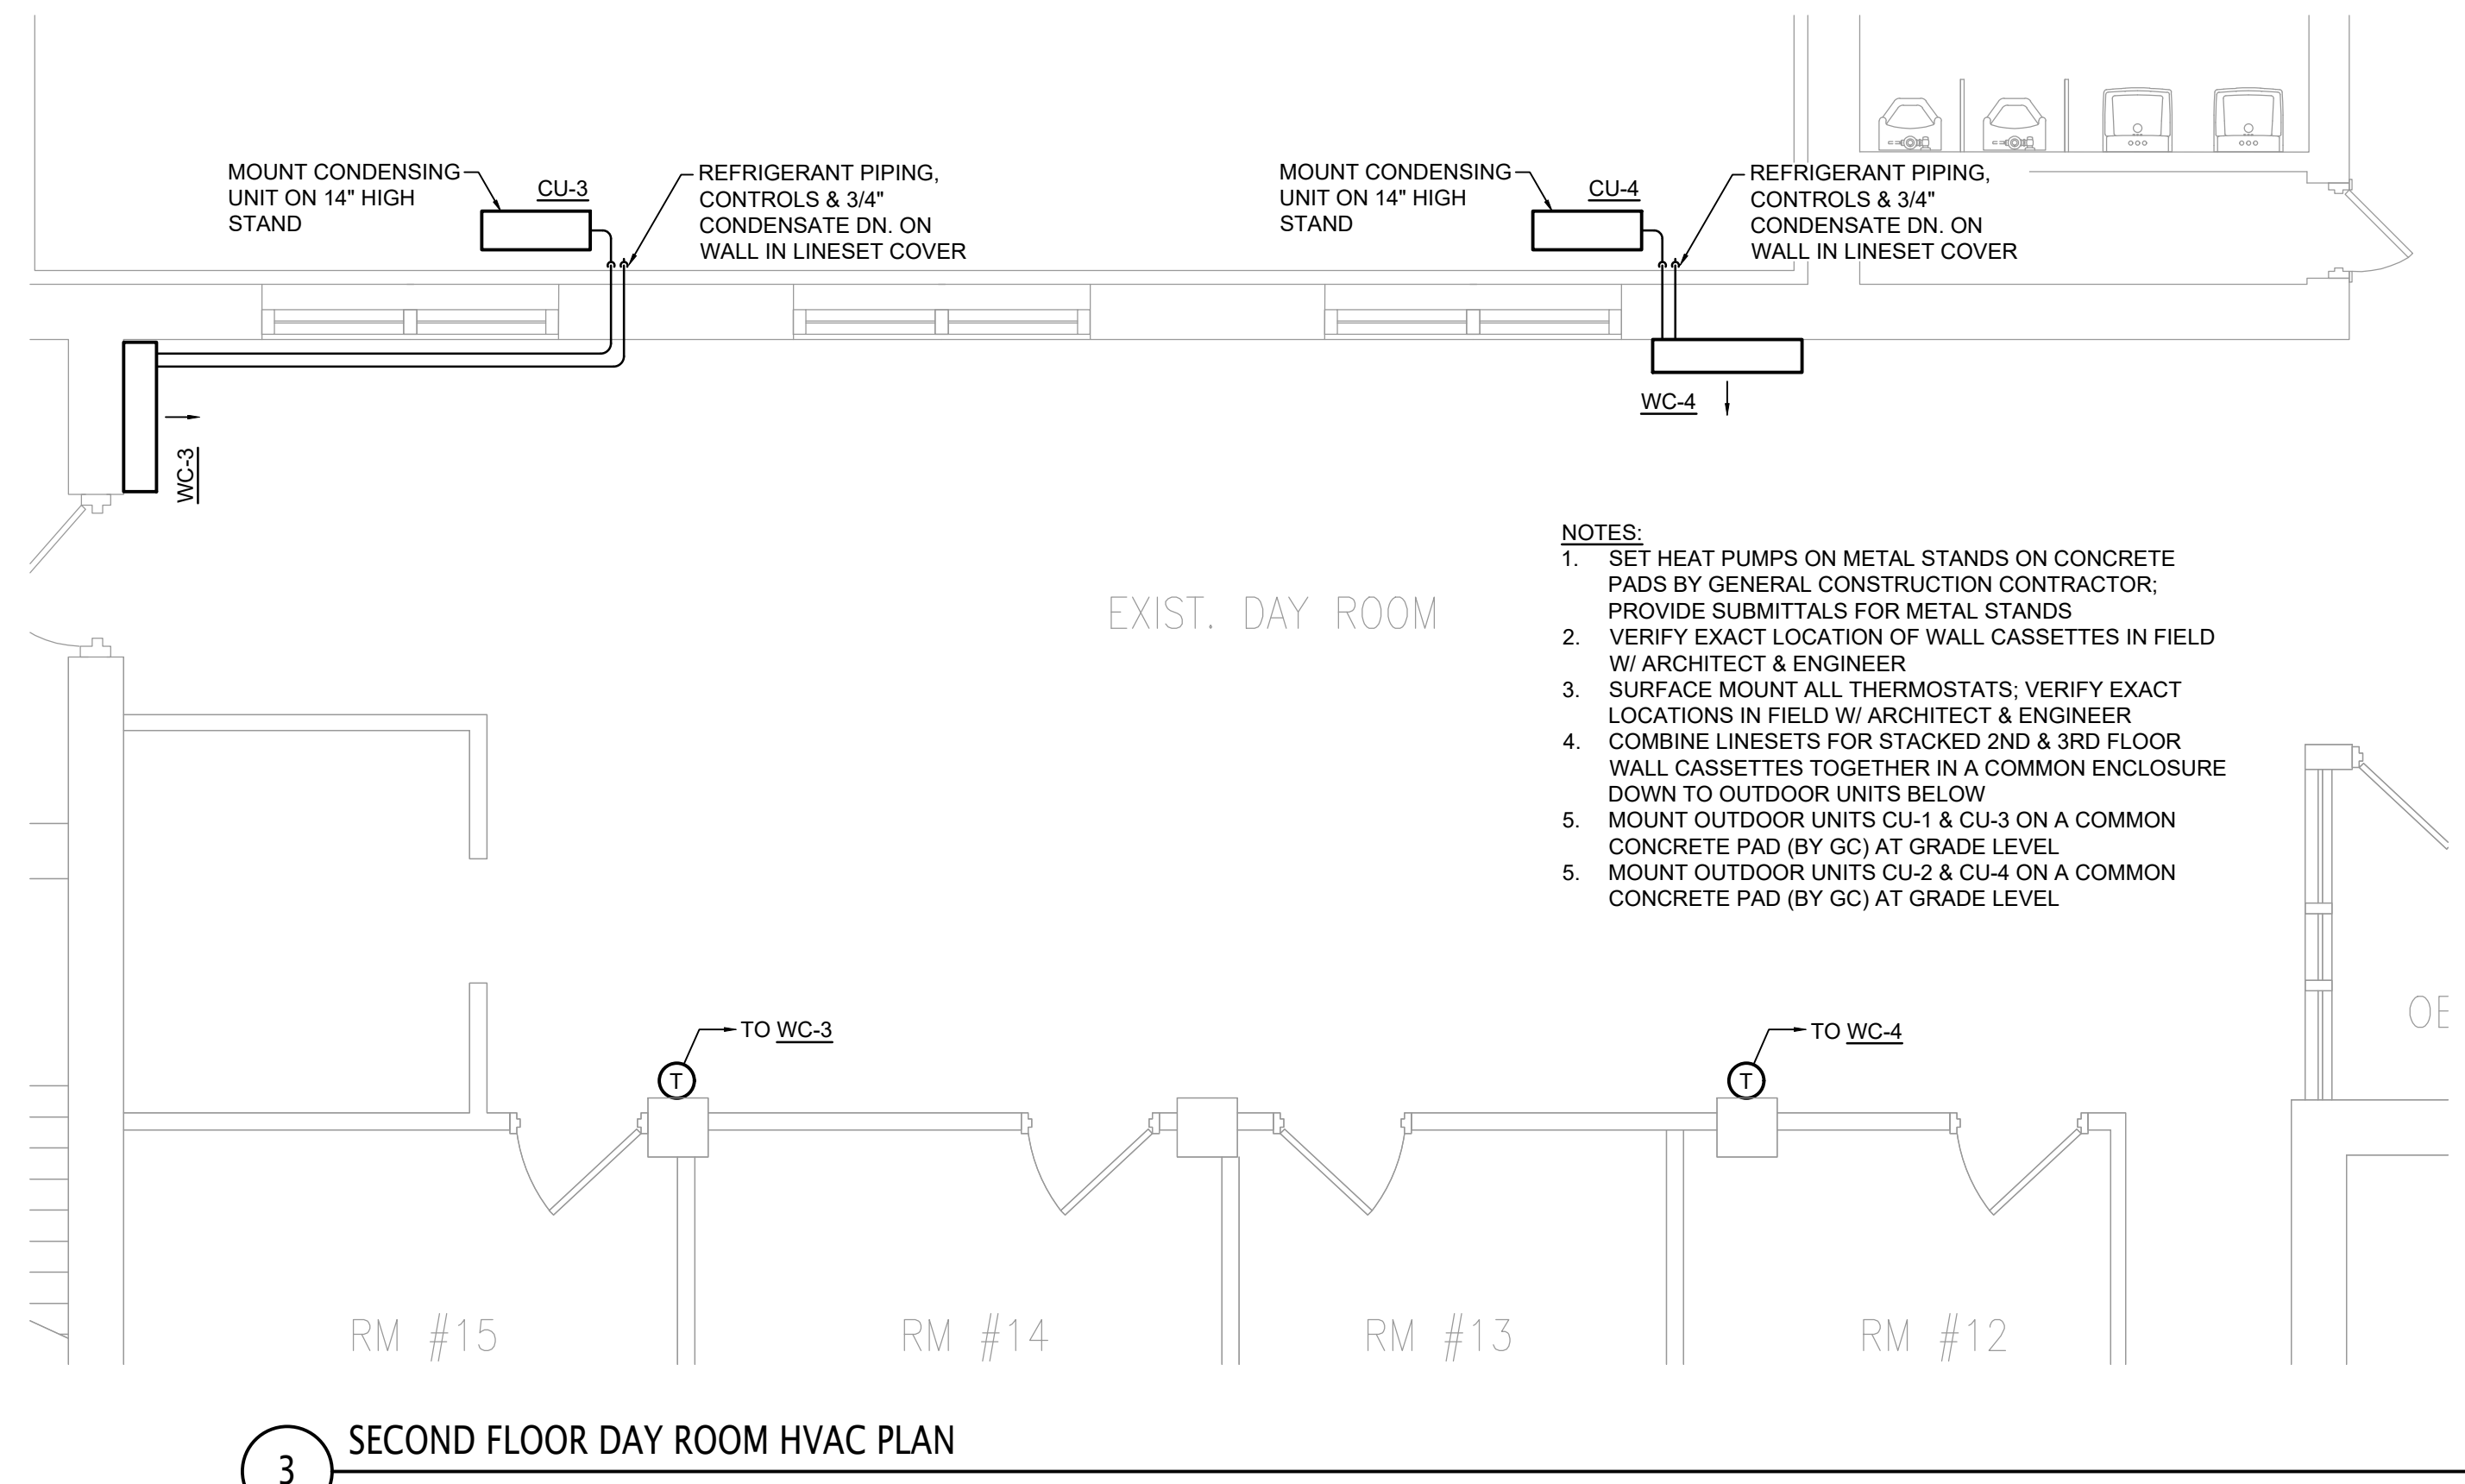 MOUNT CONDENSING
UNIT ON 14" HIGH
STAND
CU-3
REFRIGERANT PIPING,
CONTROLS & 3/4"
CONDENSATE DN. ON
WALL IN LINESET COVER
MOUNT CONDENSING
UNIT ON 14" HIGH
STAND
CU-4
REFRIGERANT PIPING,
CONTROLS & 3/4"
CONDENSATE DN. ON
WALL IN LINESET COVER
WC-3
WC-4
EXIST. DAY ROOM
NOTES:
1. SET HEAT PUMPS ON METAL STANDS ON CONCRETE
PADS BY GENERAL CONSTRUCTION CONTRACTOR;
PROVIDE SUBMITTALS FOR METAL STANDS
2. VERIFY EXACT LOCATION OF WALL CASSETTES IN FIELD
W/ ARCHITECT & ENGINEER
3. SURFACE MOUNT ALL THERMOSTATS; VERIFY EXACT
LOCATIONS IN FIELD W/ ARCHITECT & ENGINEER
4. COMBINE LINESETS FOR STACKED 2ND & 3RD FLOOR
WALL CASSETTES TOGETHER IN A COMMON ENCLOSURE
DOWN TO OUTDOOR UNITS BELOW
5. MOUNT OUTDOOR UNITS CU-1 & CU-3 ON A COMMON
CONCRETE PAD (BY GC) AT GRADE LEVEL
5. MOUNT OUTDOOR UNITS CU-2 & CU-4 ON A COMMON
CONCRETE PAD (BY GC) AT GRADE LEVEL
TO WC-3
T
TO WC-4
T
RM #15
RM #14
RM #13
RM #12
3
SECOND FLOOR DAY ROOM HVAC PLAN